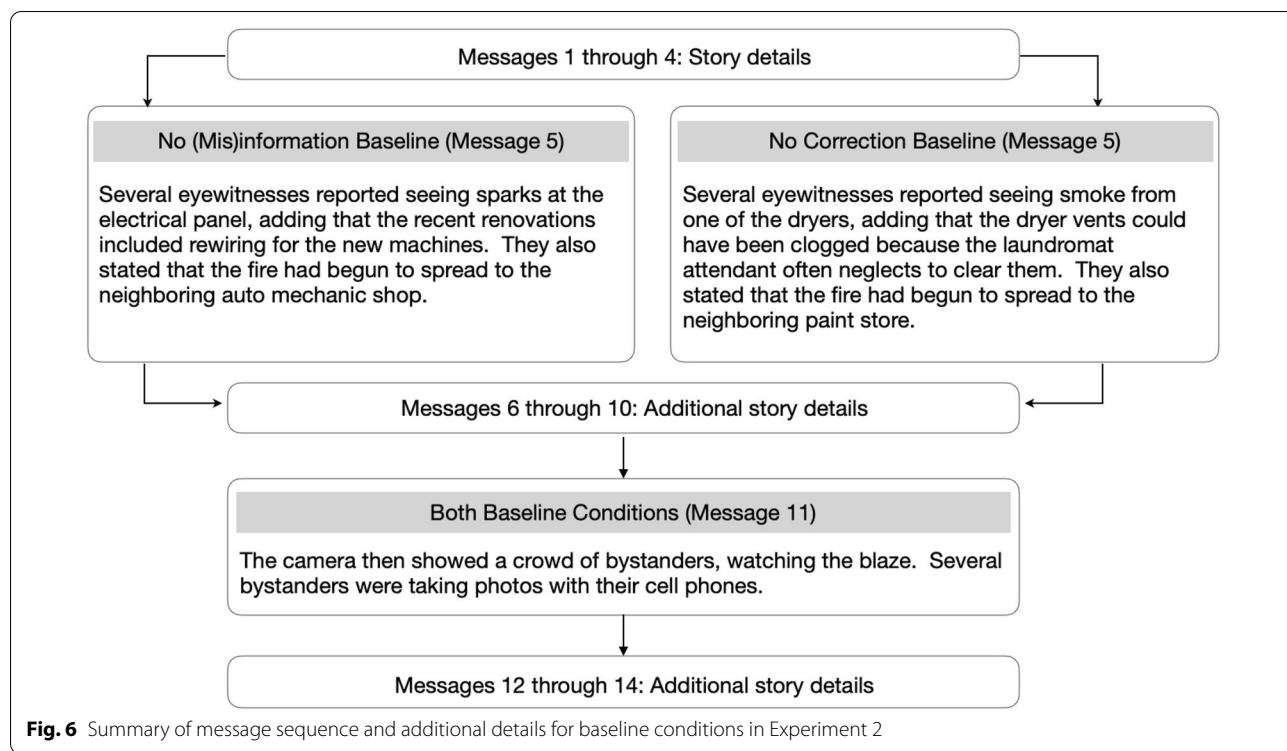 Messages 1 through 4: Story details
No (Mis)information Baseline (Message 5)
Several eyewitnesses reported seeing sparks at the
electrical panel, adding that the recent renovations
included rewiring for the new machines. They also
stated that the fire had begun to spread to the
neighboring auto mechanic shop.
No Correction Baseline (Message 5)
Several eyewitnesses reported seeing smoke from
one of the dryers, adding that the dryer vents could
have been clogged because the laundromat
attendant often neglects to clear them. They also
stated that the fire had begun to spread to the
neighboring paint store.
Messages 6 through 10: Additional story details
Both Baseline Conditions (Message 11)
The camera then showed a crowd of bystanders, watching the blaze. Several
bystanders were taking photos with their cell phones.
Messages 12 through 14: Additional story details
Fig. 6 Summary of message sequence and additional details for baseline conditions in Experiment 2